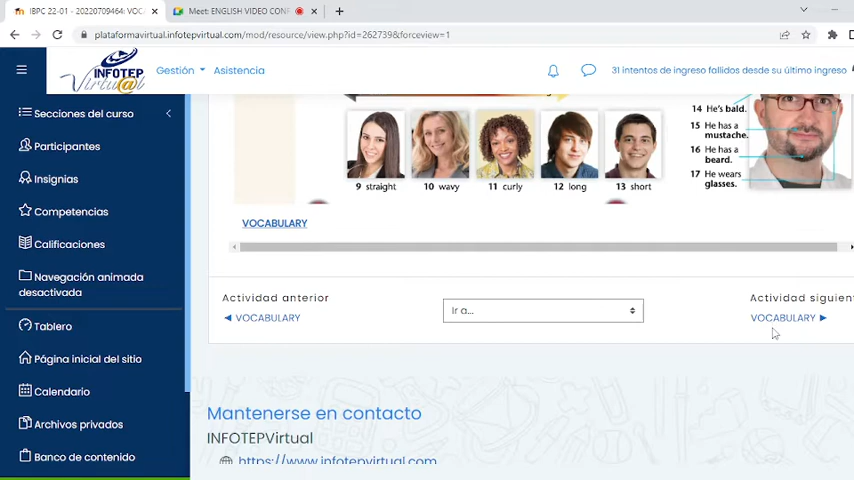 IBPC 22-01 - 20220709464: VOCA
Meet: ENGLISH VIDEO CONF
plataformavirtual.infotepvirtual.com/mod/resource/view.php?id=262739&forceview=1
INFOTEP
Virtu@l
Gestión
Asistencia
31 intentos de ingreso fallidos desde su último ingreso
Secciones del curso
Participantes
Insignias
Competencias
Calificaciones
Navegación animada
desactivada
Tablero
Página inicial del sitio
Calendario
Archivos privados
Banco de contenido
14 He's bald.
15 He has a
mustache.
16 He has a
beard.
17 He wears
glasses.
9 straight
10 wavy
11 curly
12 long
13 short
VOCABULARY
Actividad anterior
◄ VOCABULARY
Ir a...
Actividad siguien
VOCABULARY ►
Mantenerse en contacto
INFOTEPVirtual
https://www.infotepvirtual.com